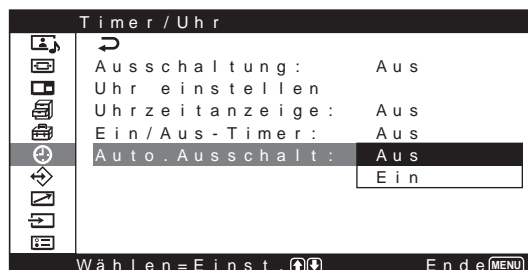 Timer/Uhr
Ausschaltung: Aus
Uhr einstellen
Uhrzeitanzeige: Aus
Ein/Aus-Timer: Aus
Auto.Ausschalt: Aus
Ein
Wählen=Einst. Ende MENU